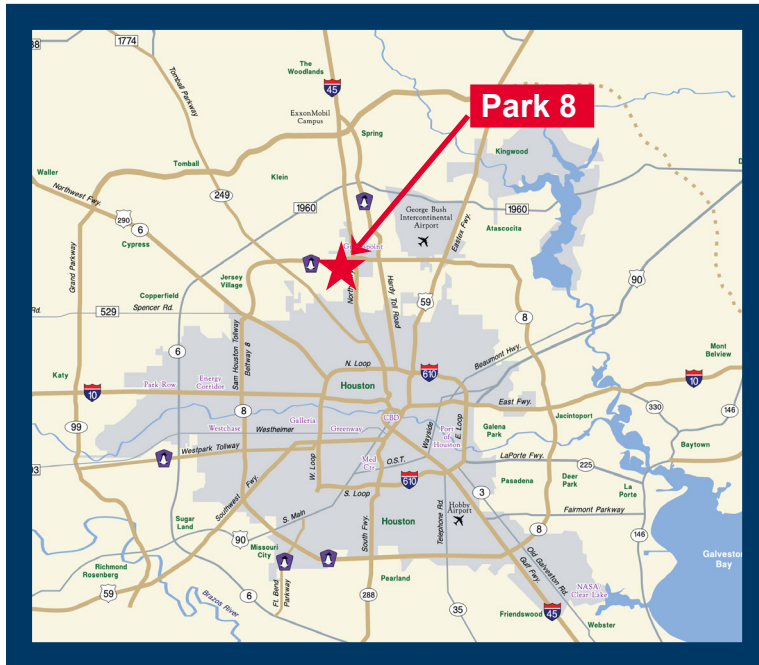 1774
The
Woodlands
Tomball Parkway
45
Park 8
ExxonMobil
Campus
Spring
Kingwood
Tomball
Waller
Klein
Northwest Fwy.
249
1960
George Bush
Intercontinental
Airport
1960
Atascocita
290
6
Cypress
Eastex Fwy.
Grand Parkway
Jersey
Village
Hardy Toll Road
90
Copperfield
59
Rd.
529
Spencer Rd.
8
Sam Houston Tollway
Beltway 8
Beaumont Hwy.
6
N. Loop
610
Mont
Belview
Katy
Park Row
Energy
Corridor
Houston
10
10
East Fwy.
99
8
Galleria
CBD
Wayside
E. Loop
Jacintoport
330
146
Westchase
Westheimer
Greenway
Port
of
Houston
Galena
Park
Westpark Tollway
Baytown
Med
Ctr
O.S.T.
LaPorte Fwy.
225
W. Loop
610
Pasadena
Deer
Park
La
Porte
Southwest Fwy.
S. Loop
3
Hobby
Airport
Fairmont Parkway
Sugar
Land
S. Main
South Fwy.
Houston
Telephone Rd.
8
146
90
Missouri
City
Old Galveston Rd.
Gulf Fwy.
Galveston
Bay
Richmond
Rosenberg
Pearland
59
Brazos River
6
Ft. Bend
Parkway
288
35
NASA/
Clear Lake
Friendswood
45
Webster